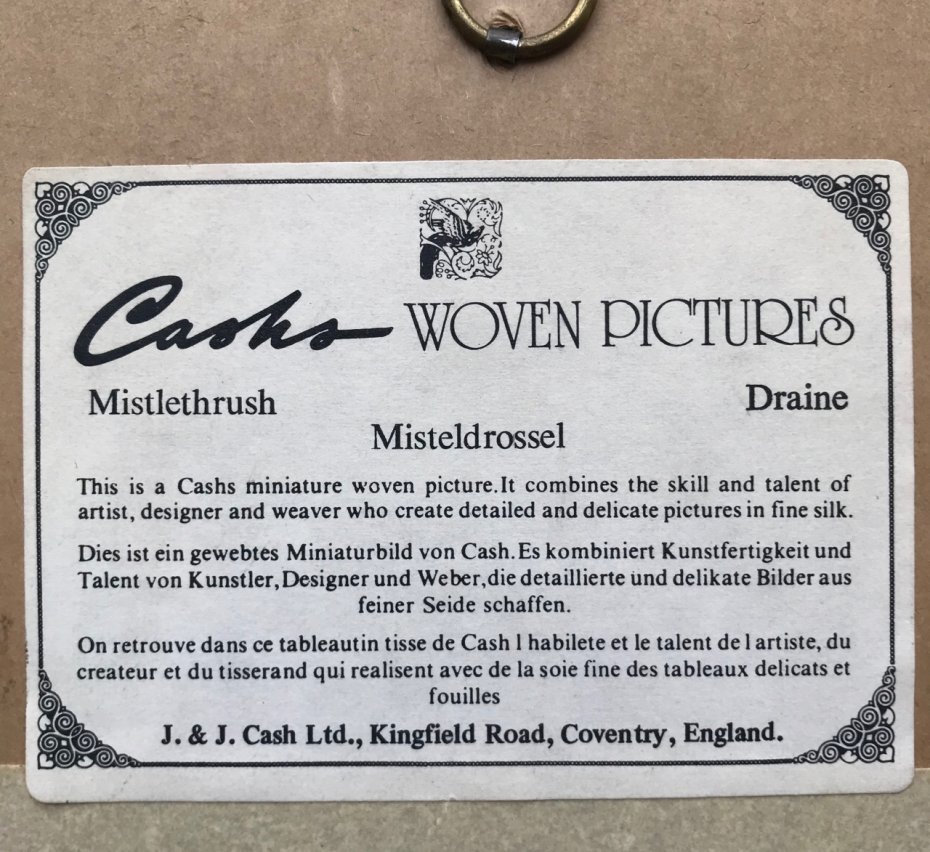 Cashs WOVEN PICTURES
Mistlethrush Draine
Misteldrossel
This is a Cashs miniature woven picture.It combines the skill and talent of
artist, designer and weaver who create detailed and delicate pictures in fine silk.
Dies ist ein gewebtes Miniaturbild von Cash.Es kombiniert Kunstfertigkeit und
Talent von Kunstler,Designer und Weber,die detaillierte und delikate Bilder aus
feiner Seide schaffen.
On retrouve dans ce tableautin tisse de Cash l habilete et le talent de l artiste, du
createur et du tisserand qui realisent avec de la soie fine des tableaux delicats et
fouilles
J. & J. Cash Ltd., Kingfield Road, Coventry, England.